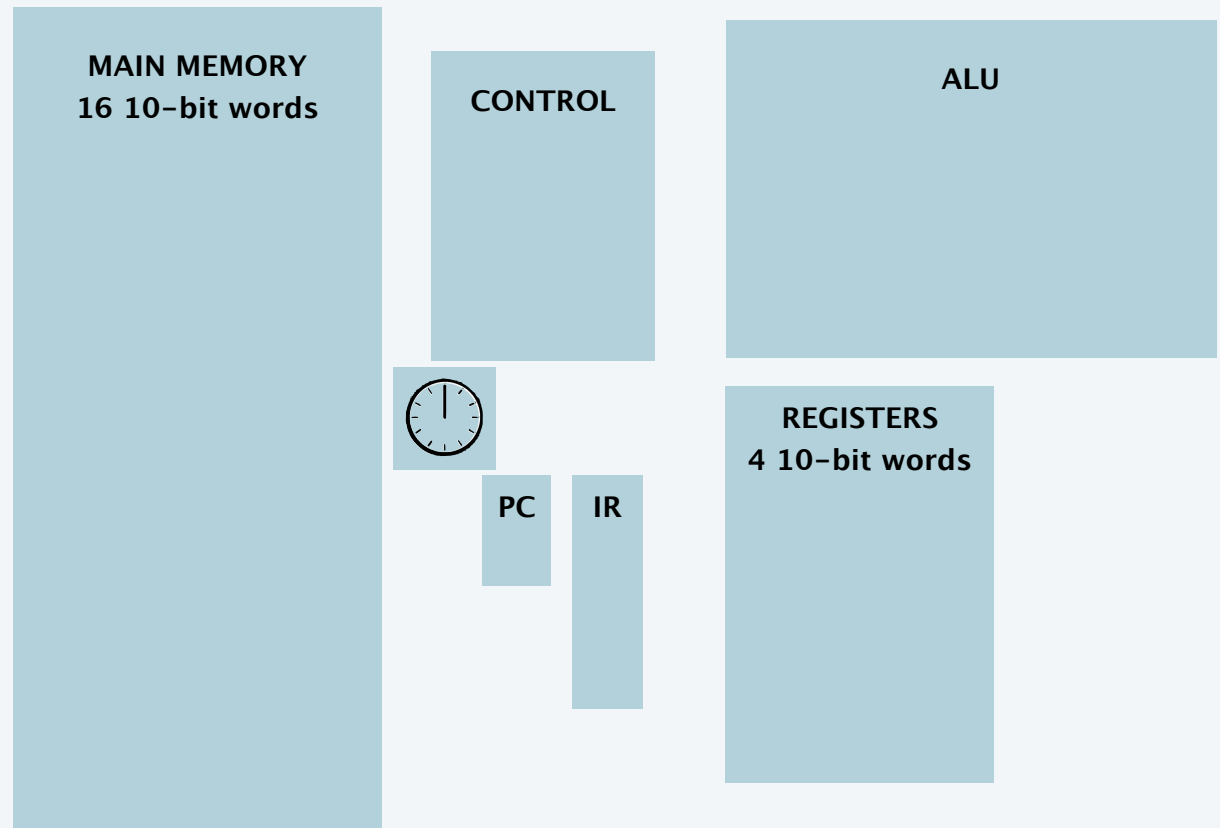 MAIN MEMORY
16 10–bit words
CONTROL
ALU
REGISTERS
4 10–bit words
PC
IR